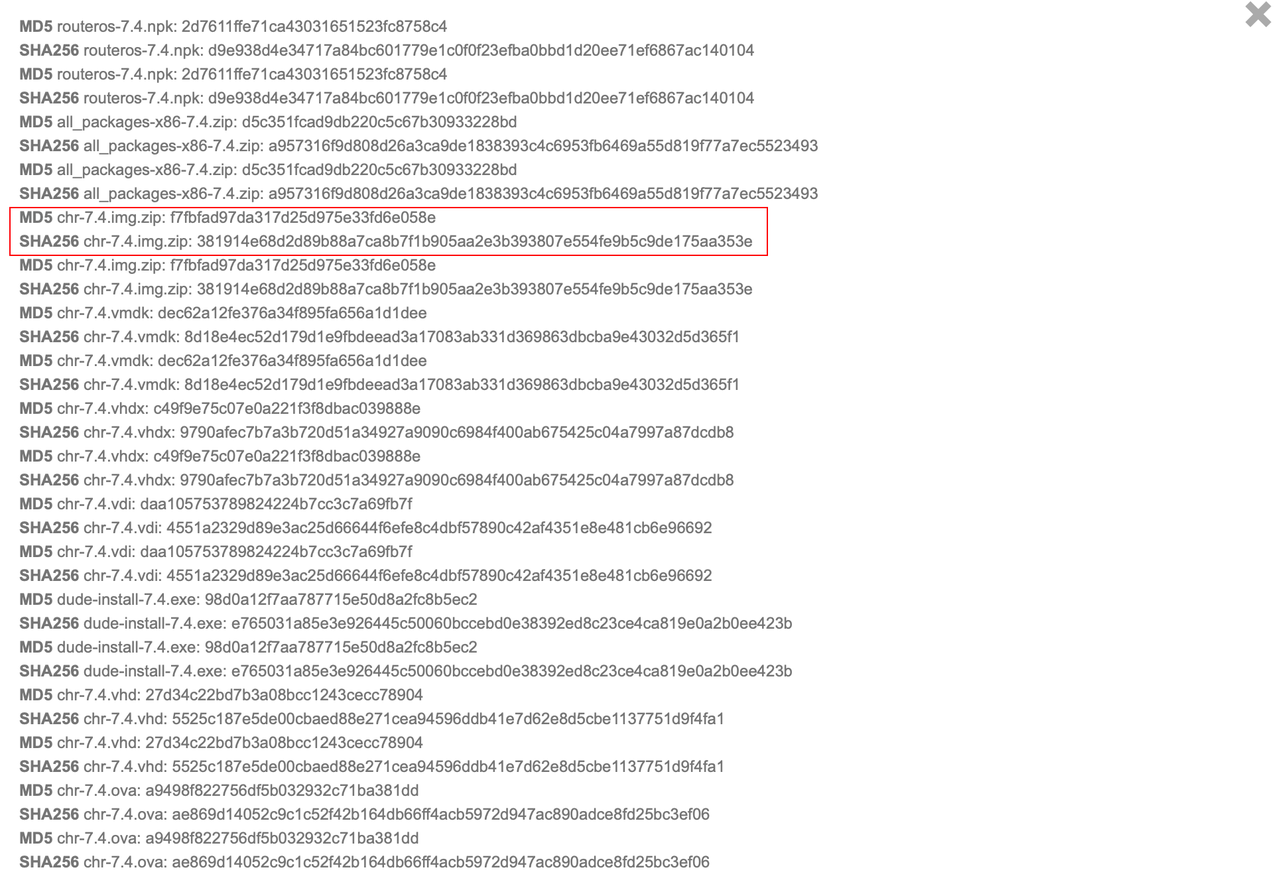 MD5 routeros-7.4.npk: 2d7611ffe71ca43031651523fc8758c4
SHA256 routeros-7.4.npk: d9e938d4e34717a84bc601779e1c0f0f23efba0bbd1d20ee71ef6867ac140104
MD5 routeros-7.4.npk: 2d7611ffe71ca43031651523fc8758c4
SHA256 routeros-7.4.npk: d9e938d4e34717a84bc601779e1c0f0f23efba0bbd1d20ee71ef6867ac140104
MD5 all_packages-x86-7.4.zip: d5c351fcad9db220c5c67b30933228bd
SHA256 all_packages-x86-7.4.zip: a957316f9d808d26a3ca9de1838393c4c6953fb6469a55d819f77a7ec5523493
MD5 all_packages-x86-7.4.zip: d5c351fcad9db220c5c67b30933228bd
SHA256 all_packages-x86-7.4.zip: a957316f9d808d26a3ca9de1838393c4c6953fb6469a55d819f77a7ec5523493
MD5 chr-7.4.img.zip: f7fbfad97da317d25d975e33fd6e058e
SHA256 chr-7.4.img.zip: 381914e68d2d89b88a7ca8b7f1b905aa2e3b393807e554fe9b5c9de175aa353e
MD5 chr-7.4.img.zip: f7fbfad97da317d25d975e33fd6e058e
SHA256 chr-7.4.img.zip: 381914e68d2d89b88a7ca8b7f1b905aa2e3b393807e554fe9b5c9de175aa353e
MD5 chr-7.4.vmdk: dec62a12fe376a34f895fa656a1d1dee
SHA256 chr-7.4.vmdk: 8d18e4ec52d179d1e9fbdeead3a17083ab331d369863dbcba9e43032d5d365f1
MD5 chr-7.4.vmdk: dec62a12fe376a34f895fa656a1d1dee
SHA256 chr-7.4.vmdk: 8d18e4ec52d179d1e9fbdeead3a17083ab331d369863dbcba9e43032d5d365f1
MD5 chr-7.4.vhdx: c49f9e75c07e0a221f3f8dbac039888e
SHA256 chr-7.4.vhdx: 9790afec7b7a3b720d51a34927a9090c6984f400ab675425c04a7997a87dcdb8
MD5 chr-7.4.vhdx: c49f9e75c07e0a221f3f8dbac039888e
SHA256 chr-7.4.vhdx: 9790afec7b7a3b720d51a34927a9090c6984f400ab675425c04a7997a87dcdb8
MD5 chr-7.4.vdi: daa105753789824224b7cc3c7a69fb7f
SHA256 chr-7.4.vdi: 4551a2329d89e3ac25d66644f6efe8c4dbf57890c42af4351e8e481cb6e96692
MD5 chr-7.4.vdi: daa105753789824224b7cc3c7a69fb7f
SHA256 chr-7.4.vdi: 4551a2329d89e3ac25d66644f6efe8c4dbf57890c42af4351e8e481cb6e96692
MD5 dude-install-7.4.exe: 98d0a12f7aa787715e50d8a2fc8b5ec2
SHA256 dude-install-7.4.exe: e765031a85e3e926445c50060bccebd0e38392ed8c23ce4ca819e0a2b0ee423b
MD5 dude-install-7.4.exe: 98d0a12f7aa787715e50d8a2fc8b5ec2
SHA256 dude-install-7.4.exe: e765031a85e3e926445c50060bccebd0e38392ed8c23ce4ca819e0a2b0ee423b
MD5 chr-7.4.vhd: 27d34c22bd7b3a08bcc1243cecc78904
SHA256 chr-7.4.vhd: 5525c187e5de00cbaed88e271cea94596ddb41e7d62e8d5cbe1137751d9f4fa1
MD5 chr-7.4.vhd: 27d34c22bd7b3a08bcc1243cecc78904
SHA256 chr-7.4.vhd: 5525c187e5de00cbaed88e271cea94596ddb41e7d62e8d5cbe1137751d9f4fa1
MD5 chr-7.4.ova: a9498f822756df5b032932c71ba381dd
SHA256 chr-7.4.ova: ae869d14052c9c1c52f42b164db66ff4acb5972d947ac890adce8fd25bc3ef06
MD5 chr-7.4.ova: a9498f822756df5b032932c71ba381dd
SHA256 chr-7.4.ova: ae869d14052c9c1c52f42b164db66ff4acb5972d947ac890adce8fd25bc3ef06